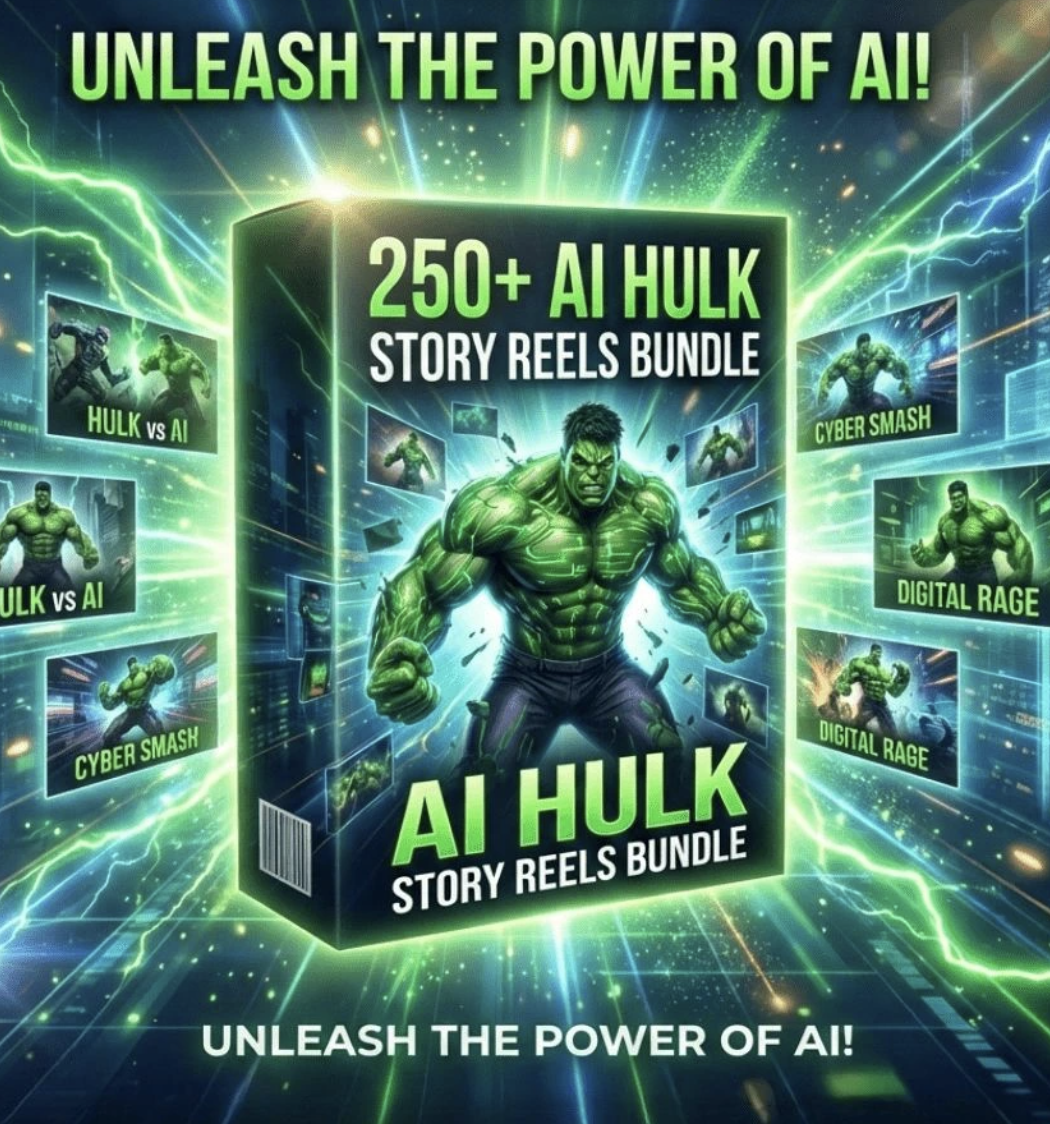 UNLEASH THE POWER OF AI!
250+ AI HULK
STORY REELS BUNDLE
HULK VS AI
CYBER SMASH
ULK VS AI
DIGITAL RAGE
CYBER SMASH
DIGITAL RAGE
AI HULK
STORY REELS BUNDLE
UNLEASH THE POWER OF AI!